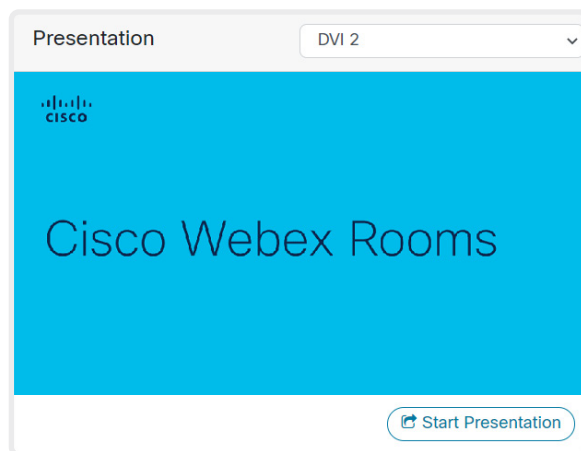 Presentation
DVI 2
CISCO
Cisco Webex Rooms
Start Presentation